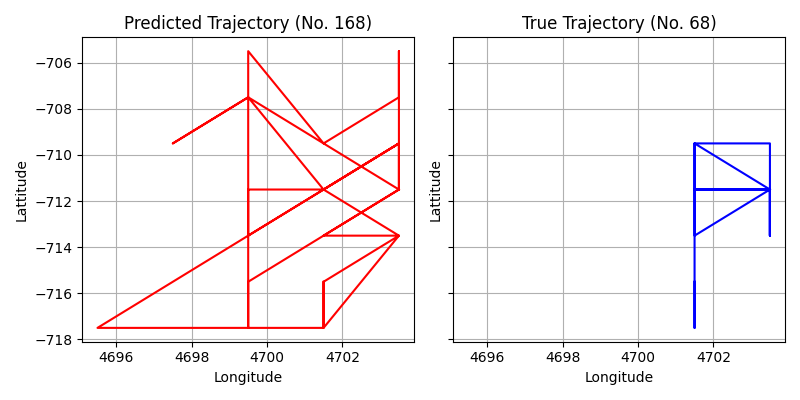 Predicted Trajectory (No. 168)
True Trajectory (No. 68)
Lattitude
−706
−708
−710
−712
−714
−716
−718
4696
4698
4700
4702
Longitude
Lattitude
4696
4698
4700
4702
Longitude